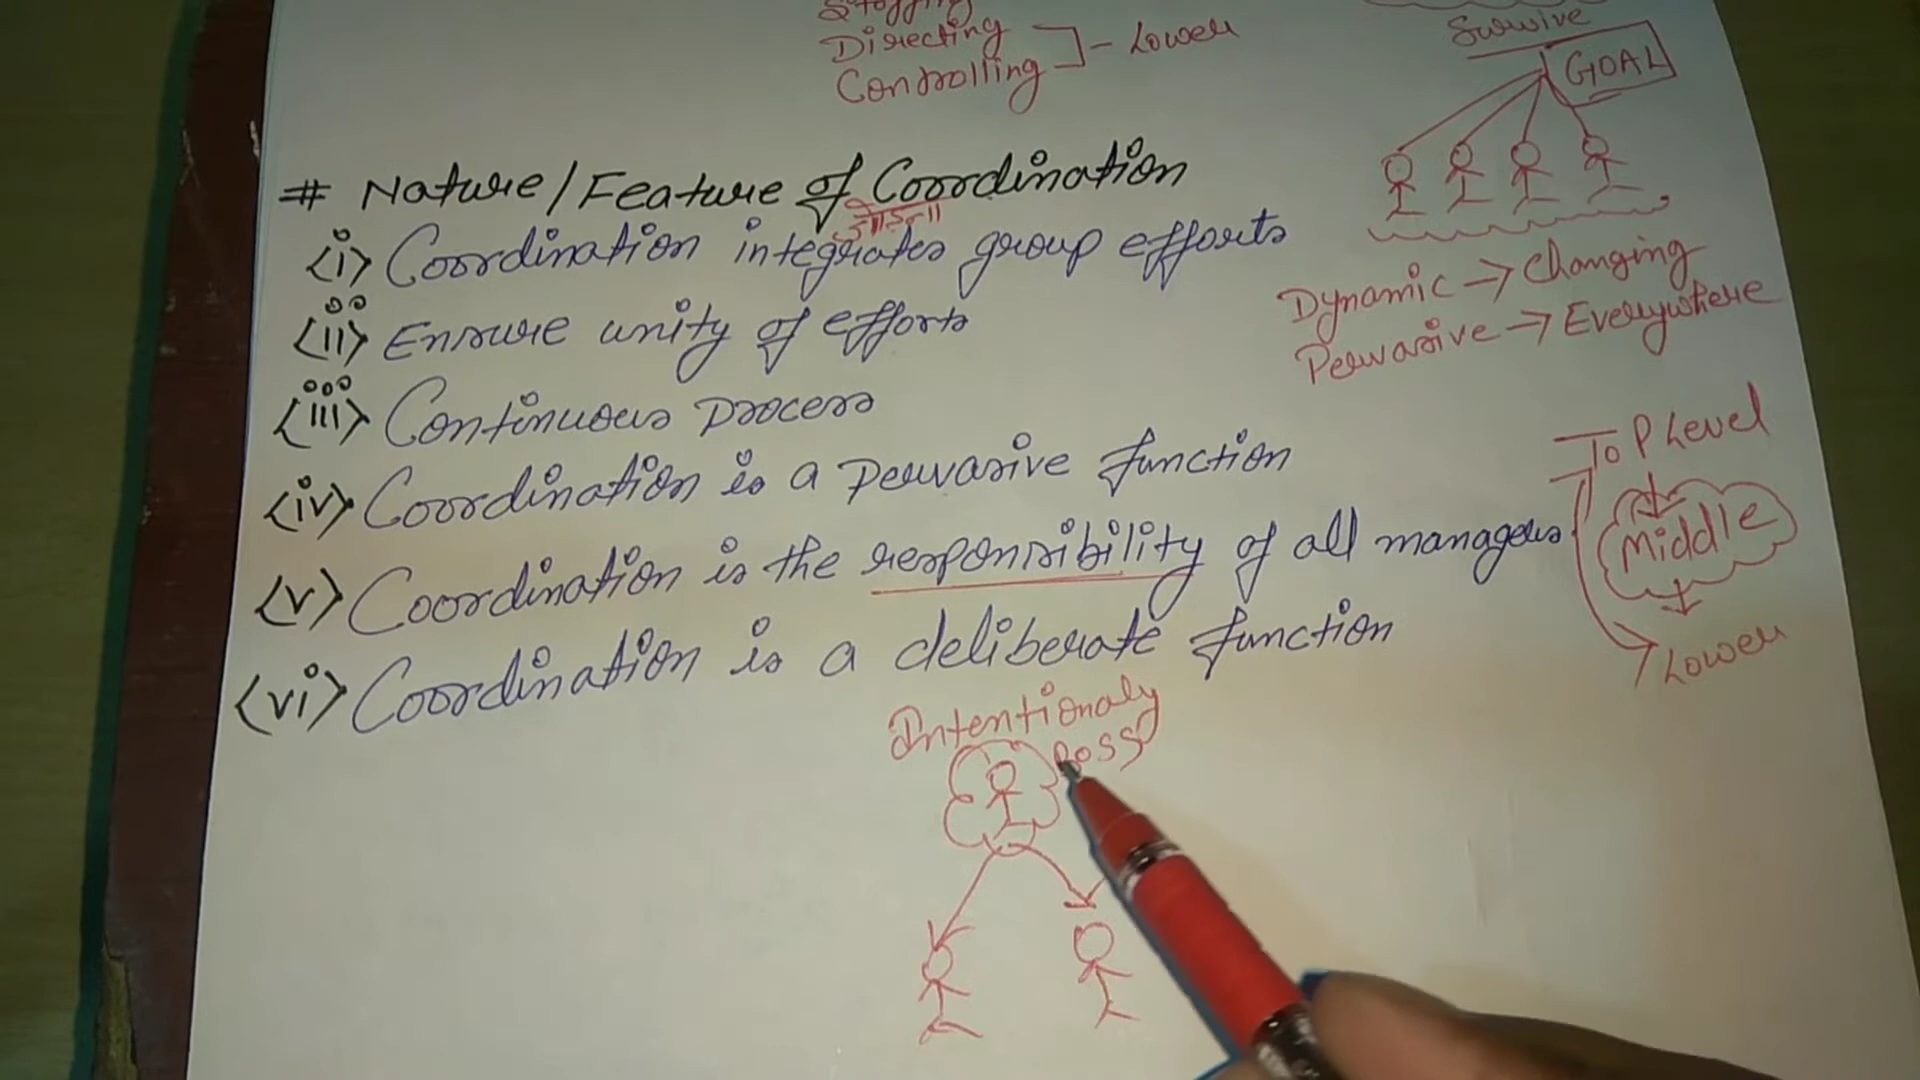 Directing
Controlling
- Lower
Survive
GOAL
# Nature/Feature of Coordination
(i) Coordination integrates group efforts
(ii) Ensure unity of efforts
(iii) Continuous Process
(iv) Coordination is a Pervasive function
(v) Coordination is the responsibility of all managers
(vi) Coordination is a deliberate function
Dynamic → Changing
Pervasive → Everywhere
Top Level
Middle
Lower
Intentionaly
Boss